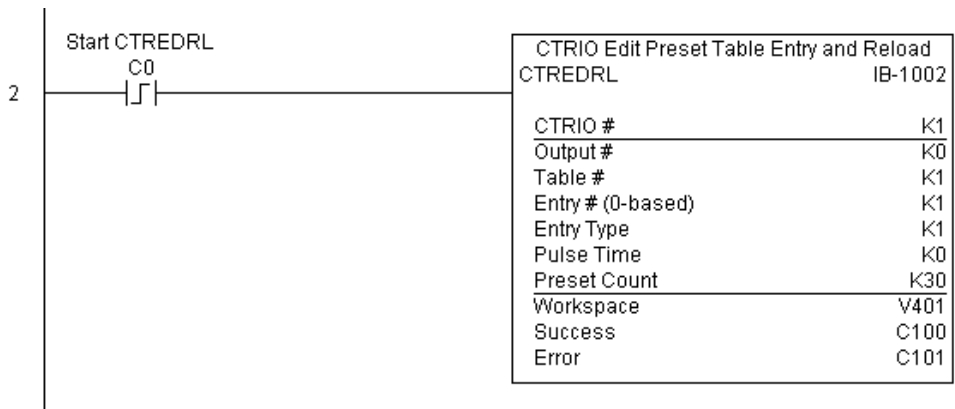 Start CTREDRL
C0
2
CTRIO Edit Preset Table Entry and Reload
CTREDRL IB-1002
CTRIO # K1
Output # K0
Table # K1
Entry # (0-based) K1
Entry Type K1
Pulse Time K0
Preset Count K30
Workspace V401
Success C100
Error C101